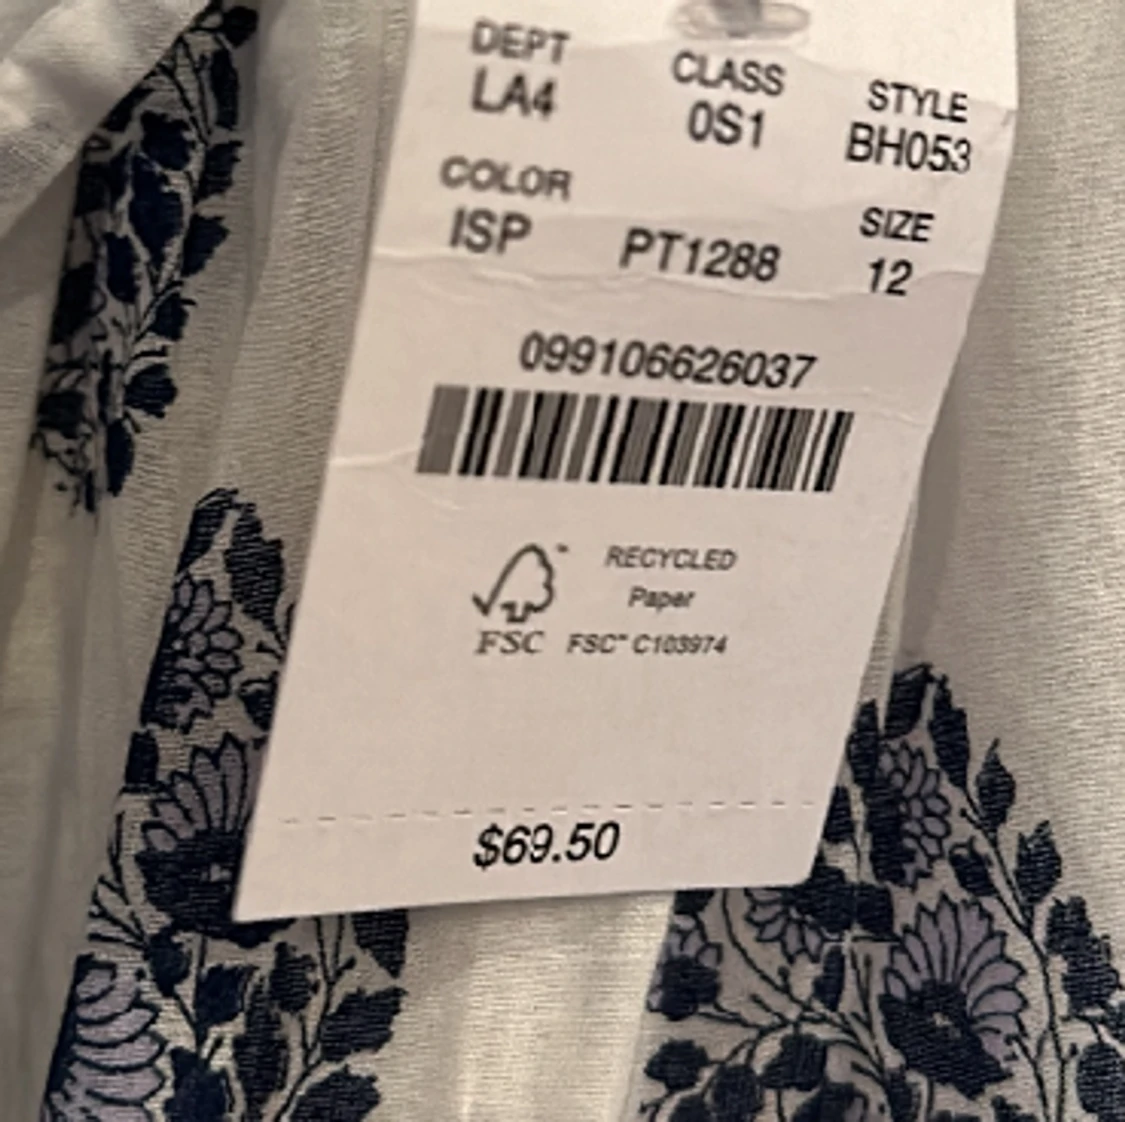 DEPT CLASS STYLE
LA4 0S1 BH053
COLOR SIZE
ISP PT1288 12
099106626037
RECYCLED
Paper
FSC FSC™ C103974
$69.50